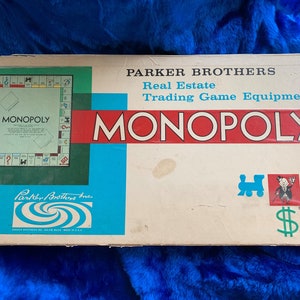 PARKER BROTHERS
Real Estate
Trading Game Equipme
MONOPOLY
MONOPOLY
Parker Brothers Inc.
$